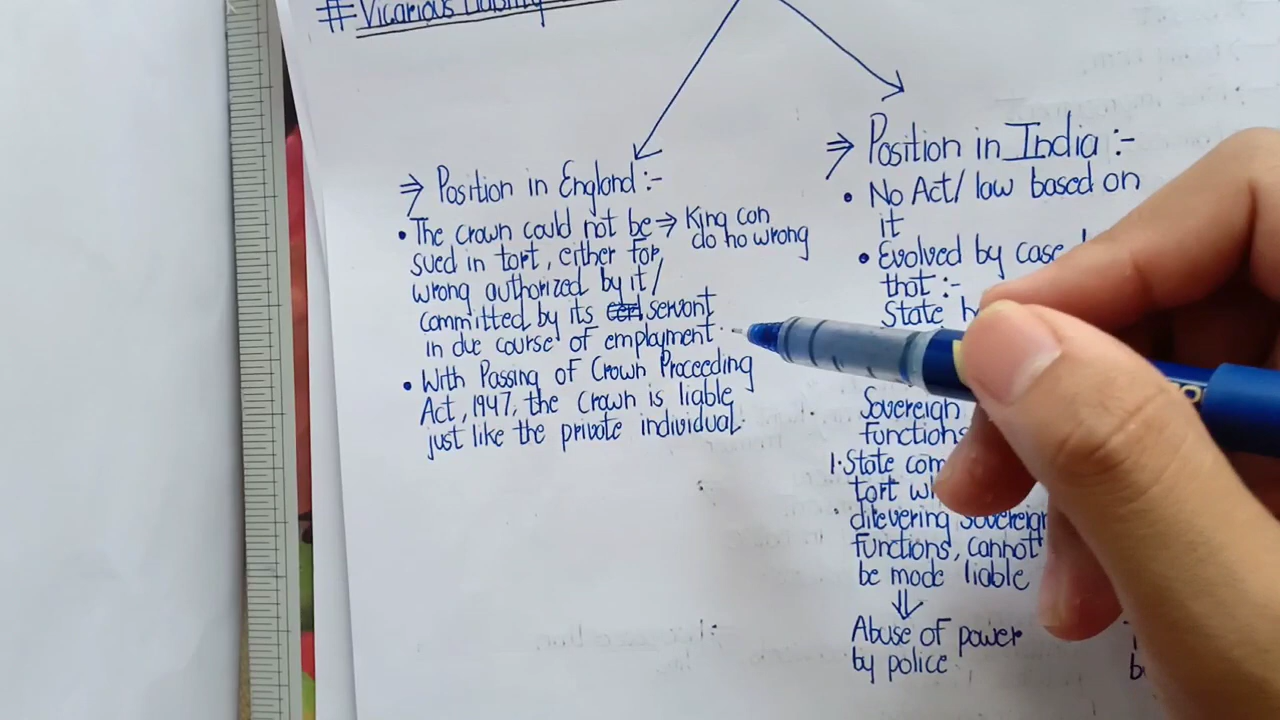 # Vicarious Liability
⇒ Position in England :-
• The crown could not be ⇒ King can
do no wrong
sued in tort, either for,
wrong authorized by it/
committed by its servant
in due course of employment.
• With Passing of Crown Proceeding
Act, 1947, the Crown is liable
just like the private individual.
⇒ Position in India :-
• No Act/ law based on
it
• Evolved by case
that :-
State
Sovereign
functions
1. State com
tort
dilevering sovereign
functions, cannot
be made liable
⇓
Abuse of power
by police